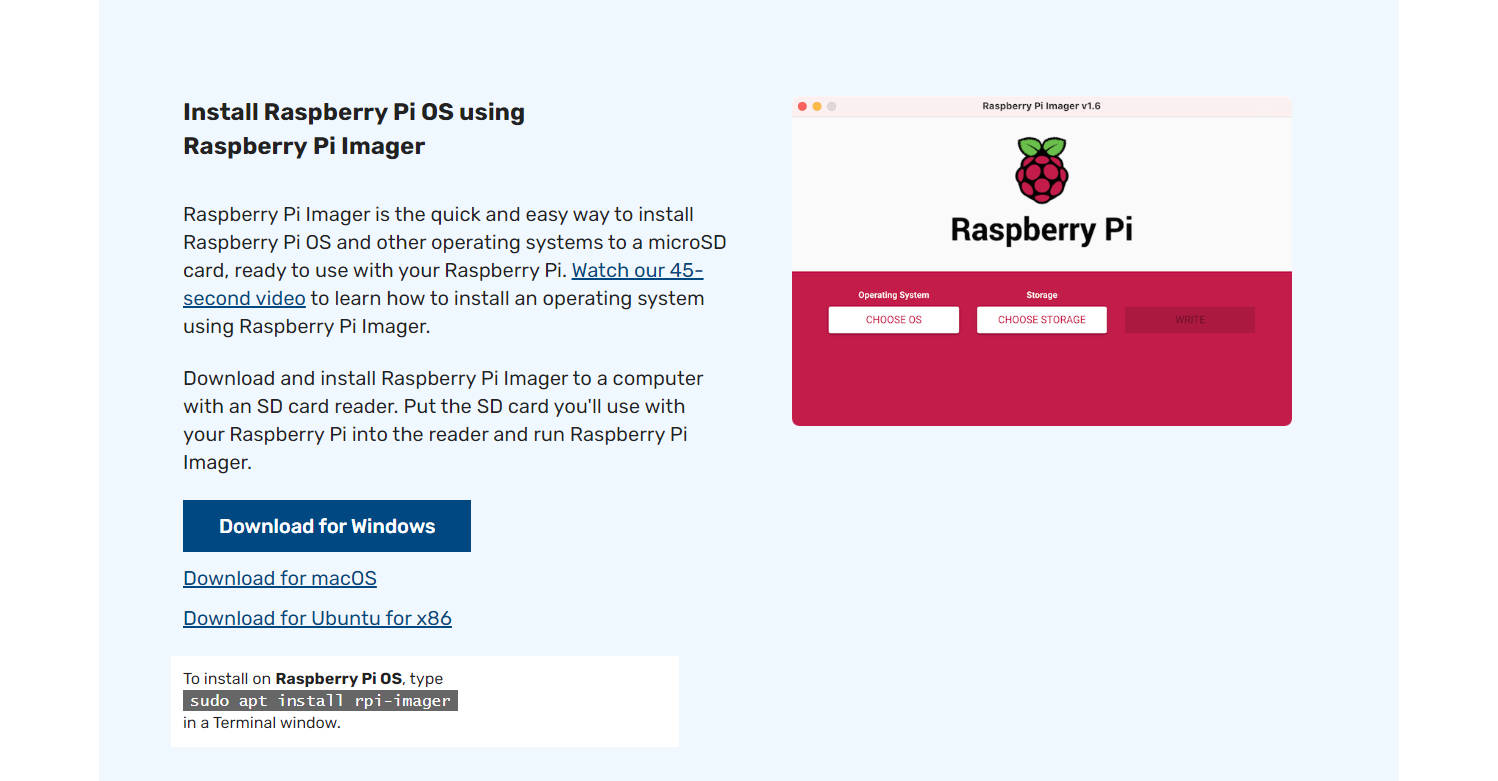 Install Raspberry Pi OS using
Raspberry Pi Imager
Raspberry Pi Imager is the quick and easy way to install
Raspberry Pi OS and other operating systems to a microSD
card, ready to use with your Raspberry Pi. Watch our 45-
second video to learn how to install an operating system
using Raspberry Pi Imager.
Download and install Raspberry Pi Imager to a computer
with an SD card reader. Put the SD card you'll use with
your Raspberry Pi into the reader and run Raspberry Pi
Imager.
Download for Windows
Download for macOS
Download for Ubuntu for x86
To install on Raspberry Pi OS, type
sudo apt install rpi-imager
in a Terminal window.
Raspberry Pi Imager v1.6
Raspberry Pi
Operating System Storage
CHOOSE OS CHOOSE STORAGE WRITE